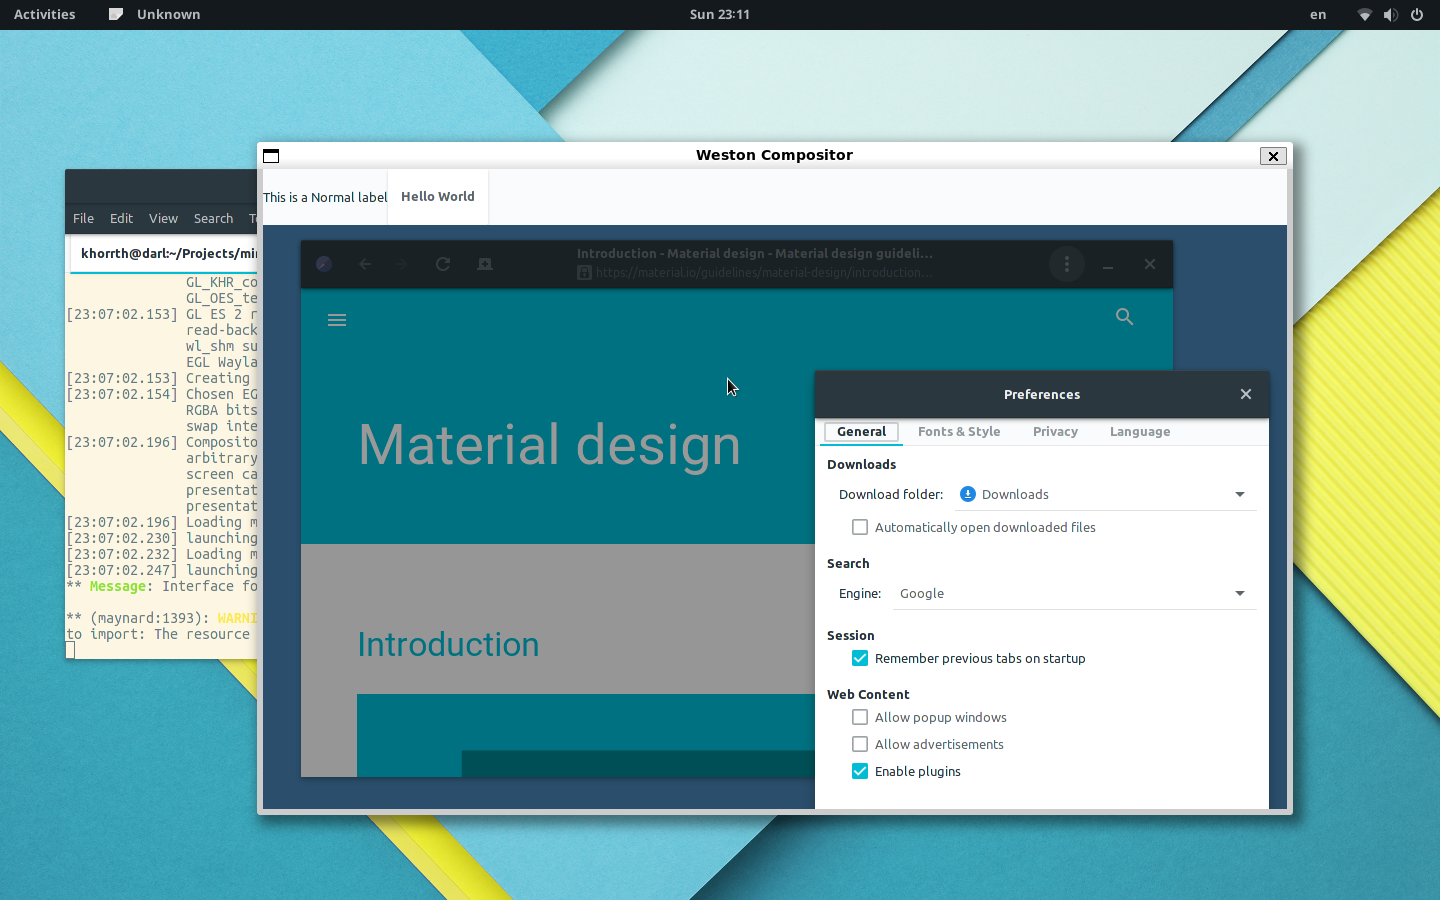 Activities Unknown Sun 23:11 en
Weston Compositor
This is a Normal label Hello World
File Edit View Search
khorrth@darl:~/Projects/mi
GL_KHR_co
GL_OES_te
[23:07:02.153] GL ES 2 r
read-back
wl_shm su
EGL Wayla
[23:07:02.153] Creating
[23:07:02.154] Chosen EG
RGBA bits
swap inte
[23:07:02.196] Composito
arbitrary
screen ca
presentat
presentat
[23:07:02.196] Loading m
[23:07:02.230] launching
[23:07:02.232] Loading m
[23:07:02.247] launching
** Message: Interface fo
** (maynard:1393): WARNI
to import: The resource
Introduction - Material design - Material design guideli...
https://material.io/guidelines/material-design/introduction...
Material design
Introduction
Preferences
General Fonts & Style Privacy Language
Downloads
Download folder: Downloads
Automatically open downloaded files
Search
Engine: Google
Session
Remember previous tabs on startup
Web Content
Allow popup windows
Allow advertisements
Enable plugins